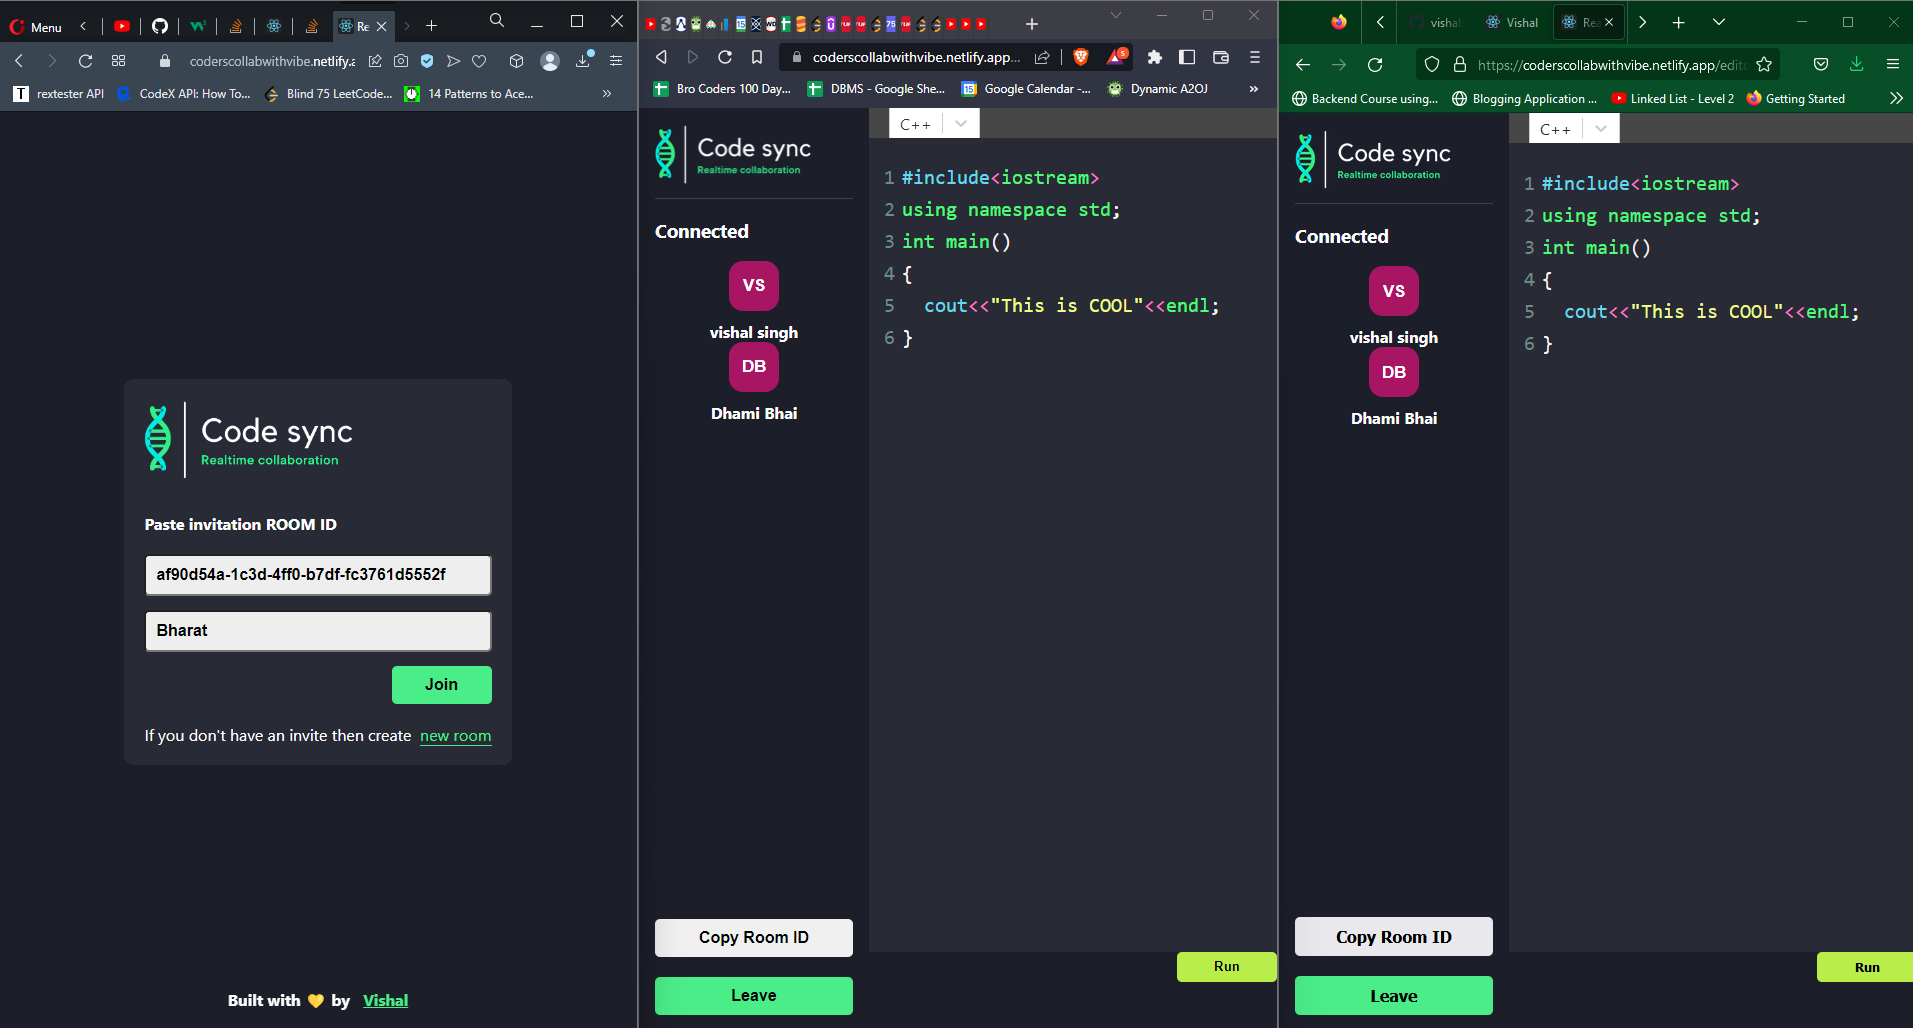 Menu
Re
coderscollabwithvibe.netlify.a
rextester API
CodeX API: How To...
Blind 75 LeetCode...
14 Patterns to Ace...
Code sync
Realtime collaboration
Paste invitation ROOM ID
af90d54a-1c3d-4ff0-b7df-fc3761d5552f
Bharat
Join
If you don't have an invite then create new room
Built with 💛 by Vishal
coderscollabwithvibe.netlify.app...
5
Bro Coders 100 Day...
DBMS - Google She...
15
Google Calendar -...
Dynamic A2OJ
Code sync
Realtime collaboration
Connected
VS
vishal singh
DB
Dhami Bhai
Copy Room ID
Leave
C++
1 #include<iostream>
2 using namespace std;
3 int main()
4 {
5 cout<<"This is COOL"<<endl;
6 }
Run
visha
Vishal
Rea
https://coderscollabwithvibe.netlify.app/edito
Backend Course using...
Blogging Application ...
Linked List - Level 2
Getting Started
Code sync
Realtime collaboration
Connected
VS
vishal singh
DB
Dhami Bhai
Copy Room ID
Leave
C++
1 #include<iostream>
2 using namespace std;
3 int main()
4 {
5 cout<<"This is COOL"<<endl;
6 }
Run